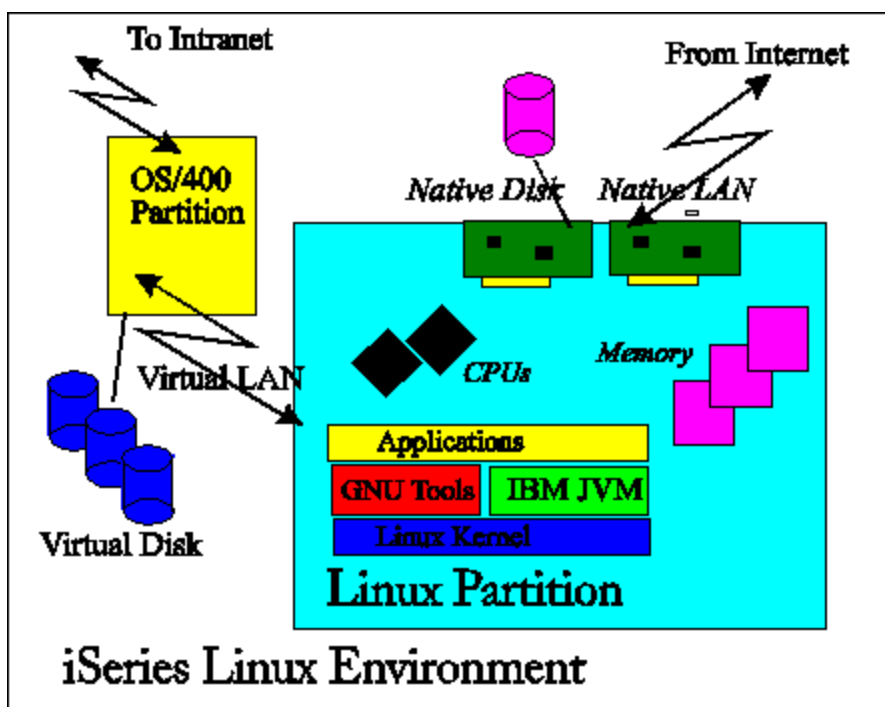 To Intranet
From Internet
OS/400
Partition
Native Disk
Native LAN
Virtual LAN
CPUs
Memory
Applications
GNU Tools
IBM JVM
Linux Kernel
Virtual Disk
Linux Partition
iSeries Linux Environment